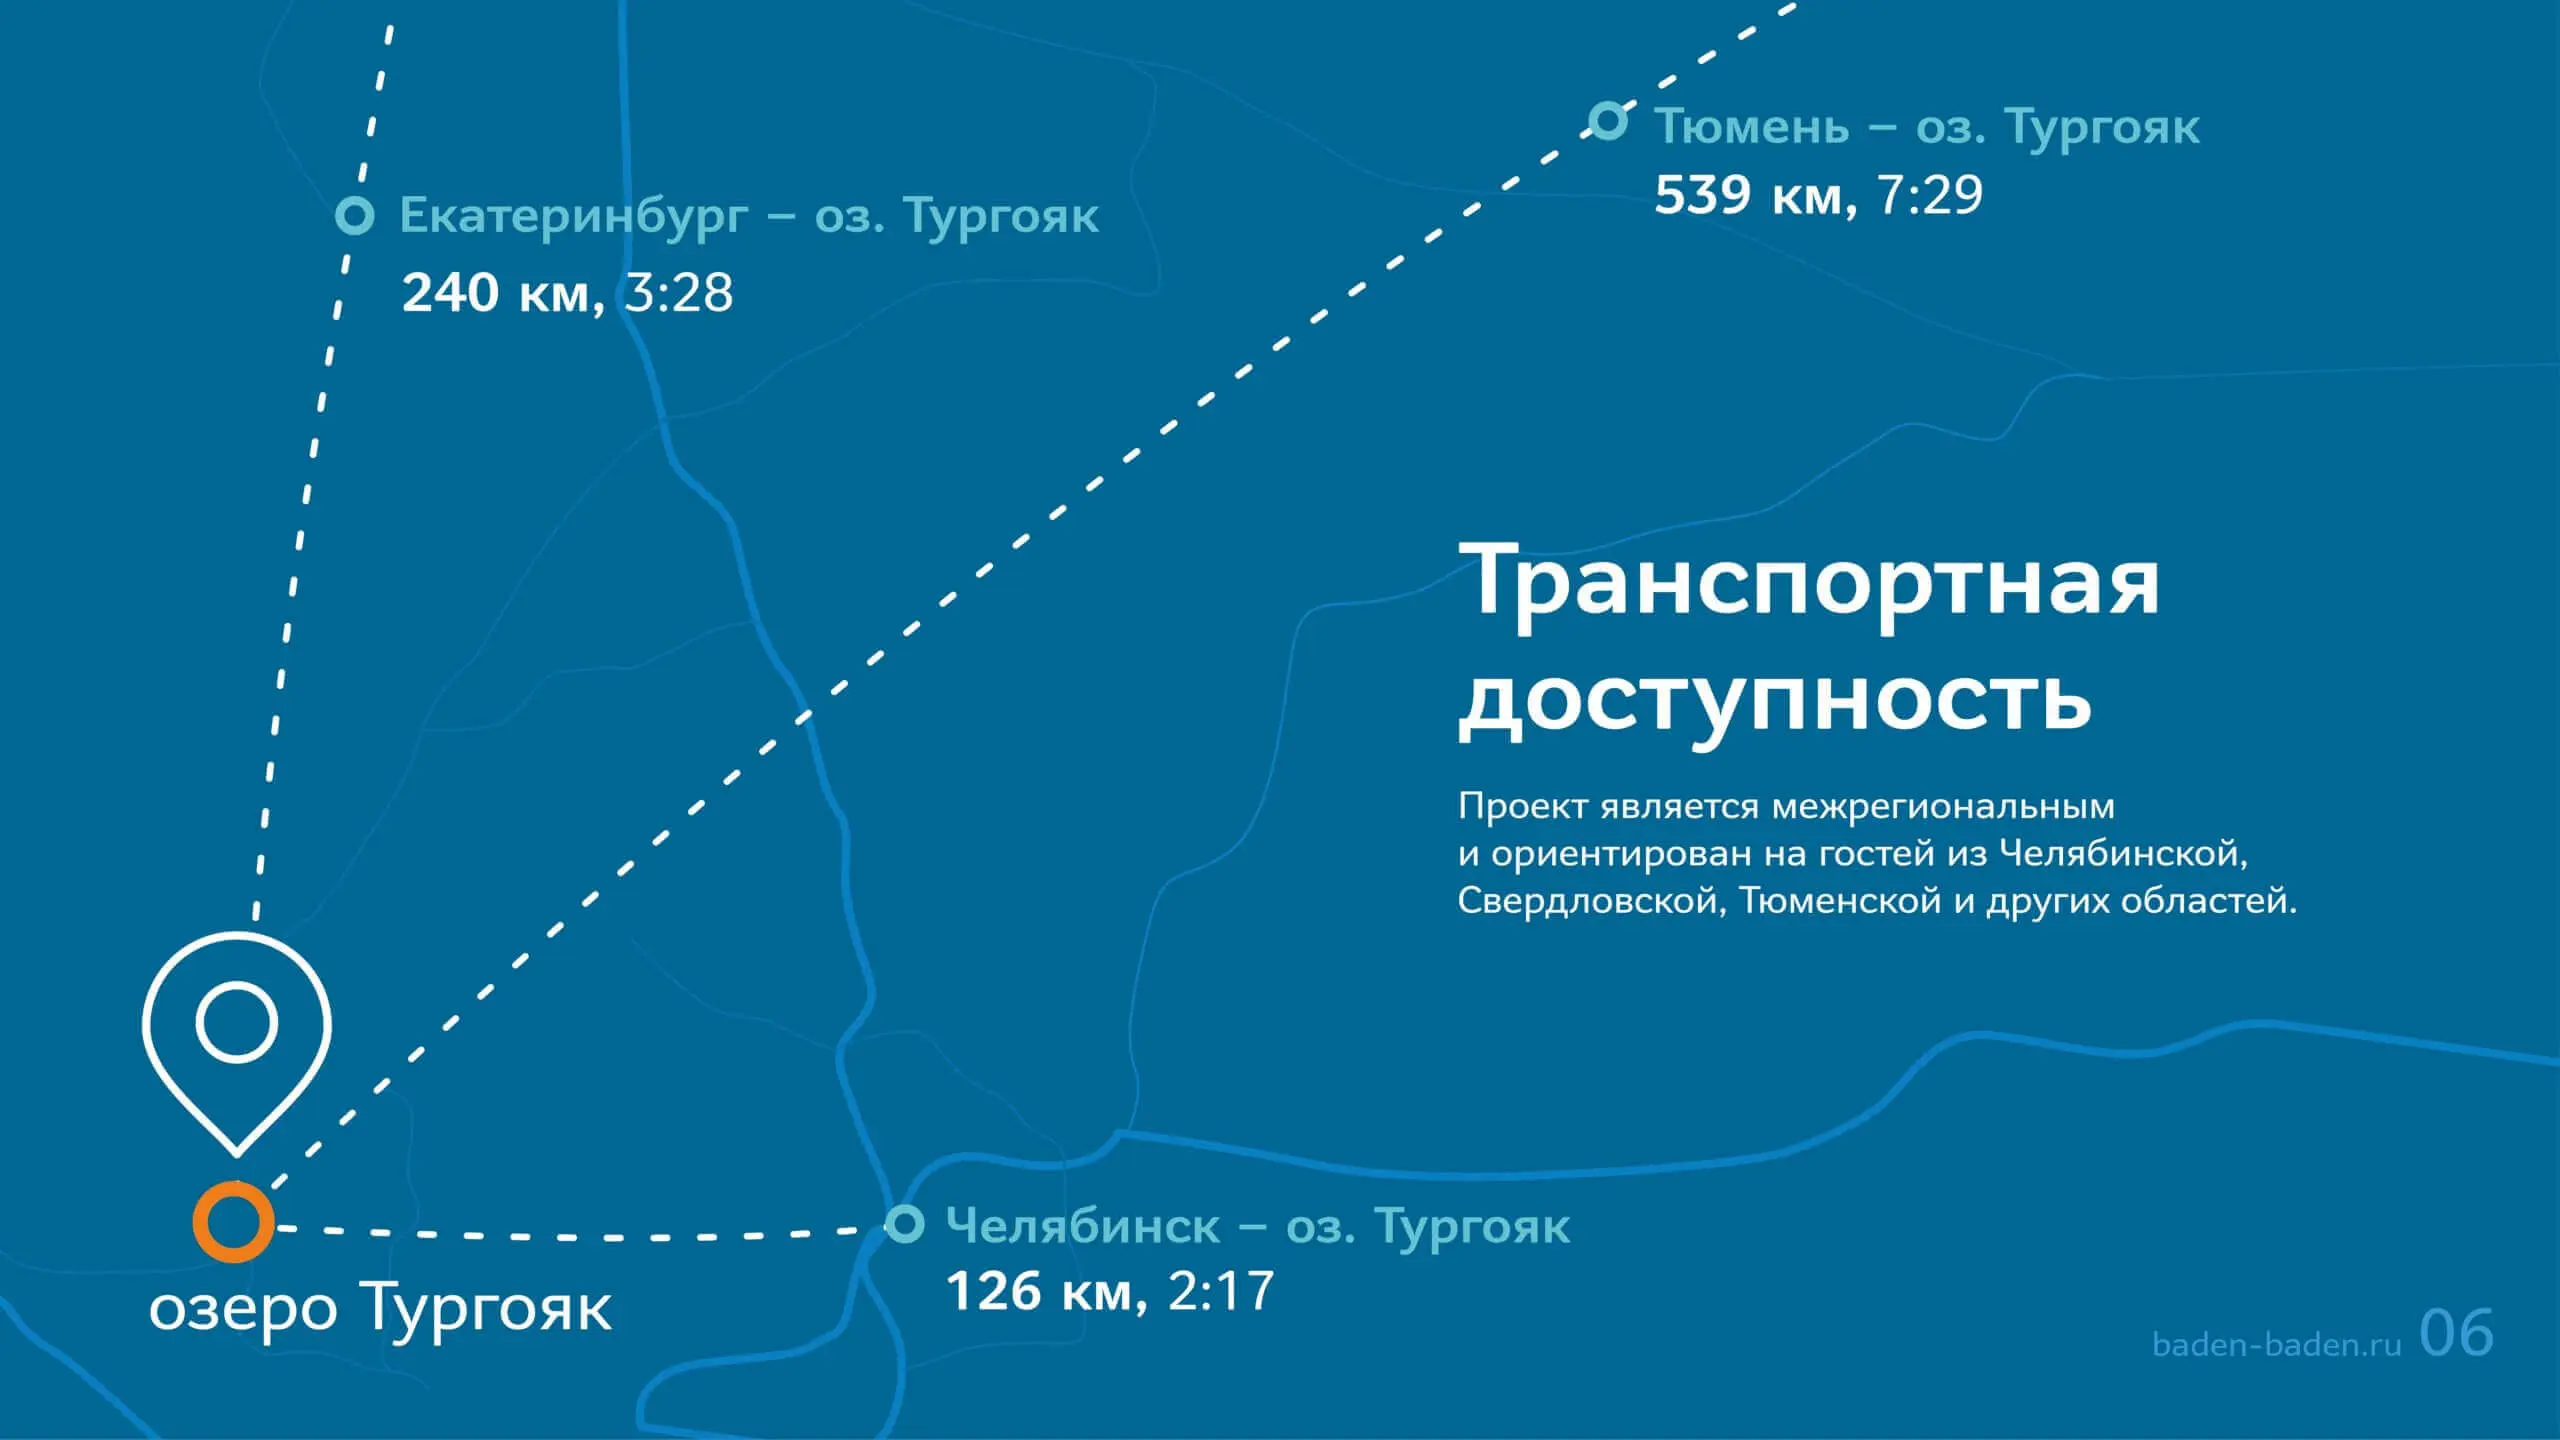 Тюмень – оз. Тургояк
539 км, 7:29
Екатеринбург – оз. Тургояк
240 км, 3:28
Транспортная
доступность
Проект является межрегиональным
и ориентирован на гостей из Челябинской,
Свердловской, Тюменской и других областей.
Челябинск – оз. Тургояк
126 км, 2:17
озеро Тургояк
baden-baden.ru 06